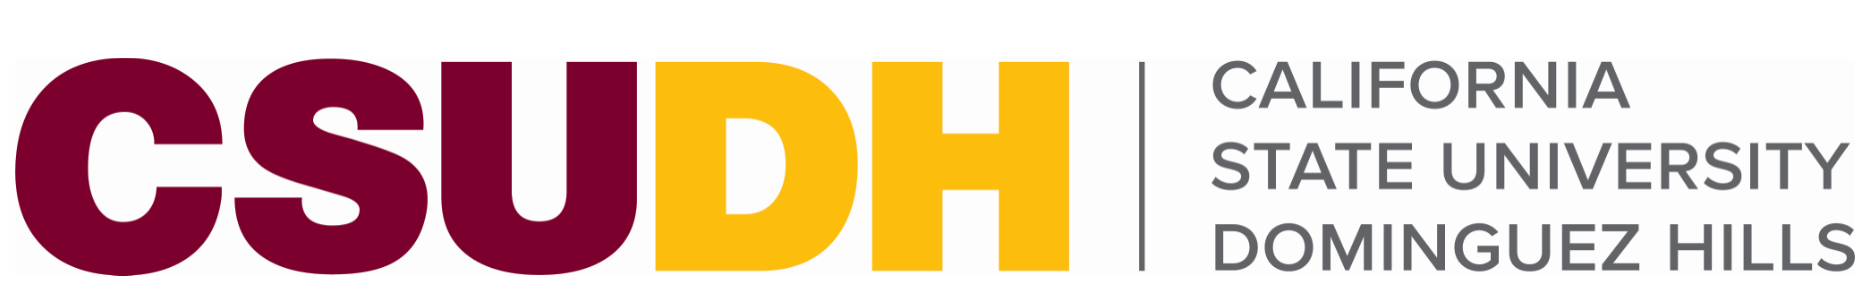 CSUDH
CALIFORNIA
STATE UNIVERSITY
DOMINGUEZ HILLS